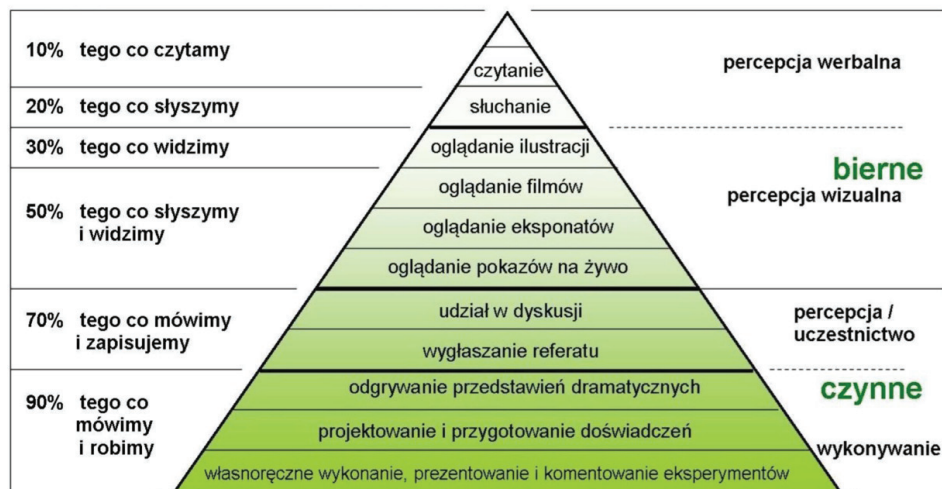 10% tego co czytamy
20% tego co słyszymy
30% tego co widzimy
50% tego co słyszymy
i widzimy
70% tego co mówimy
i zapisujemy
90% tego co
mówimy
i robimy
czytanie
słuchanie
oglądanie ilustracji
oglądanie filmów
oglądanie eksponatów
oglądanie pokazów na żywo
udział w dyskusji
wygłaszanie referatu
odgrywanie przedstawień dramatycznych
projektowanie i przygotowanie doświadczeń
własnoręczne wykonanie, prezentowanie i komentowanie eksperymentów
percepcja werbalna
bierne
percepcja wizualna
percepcja /
uczestnictwo
czynne
wykonywanie